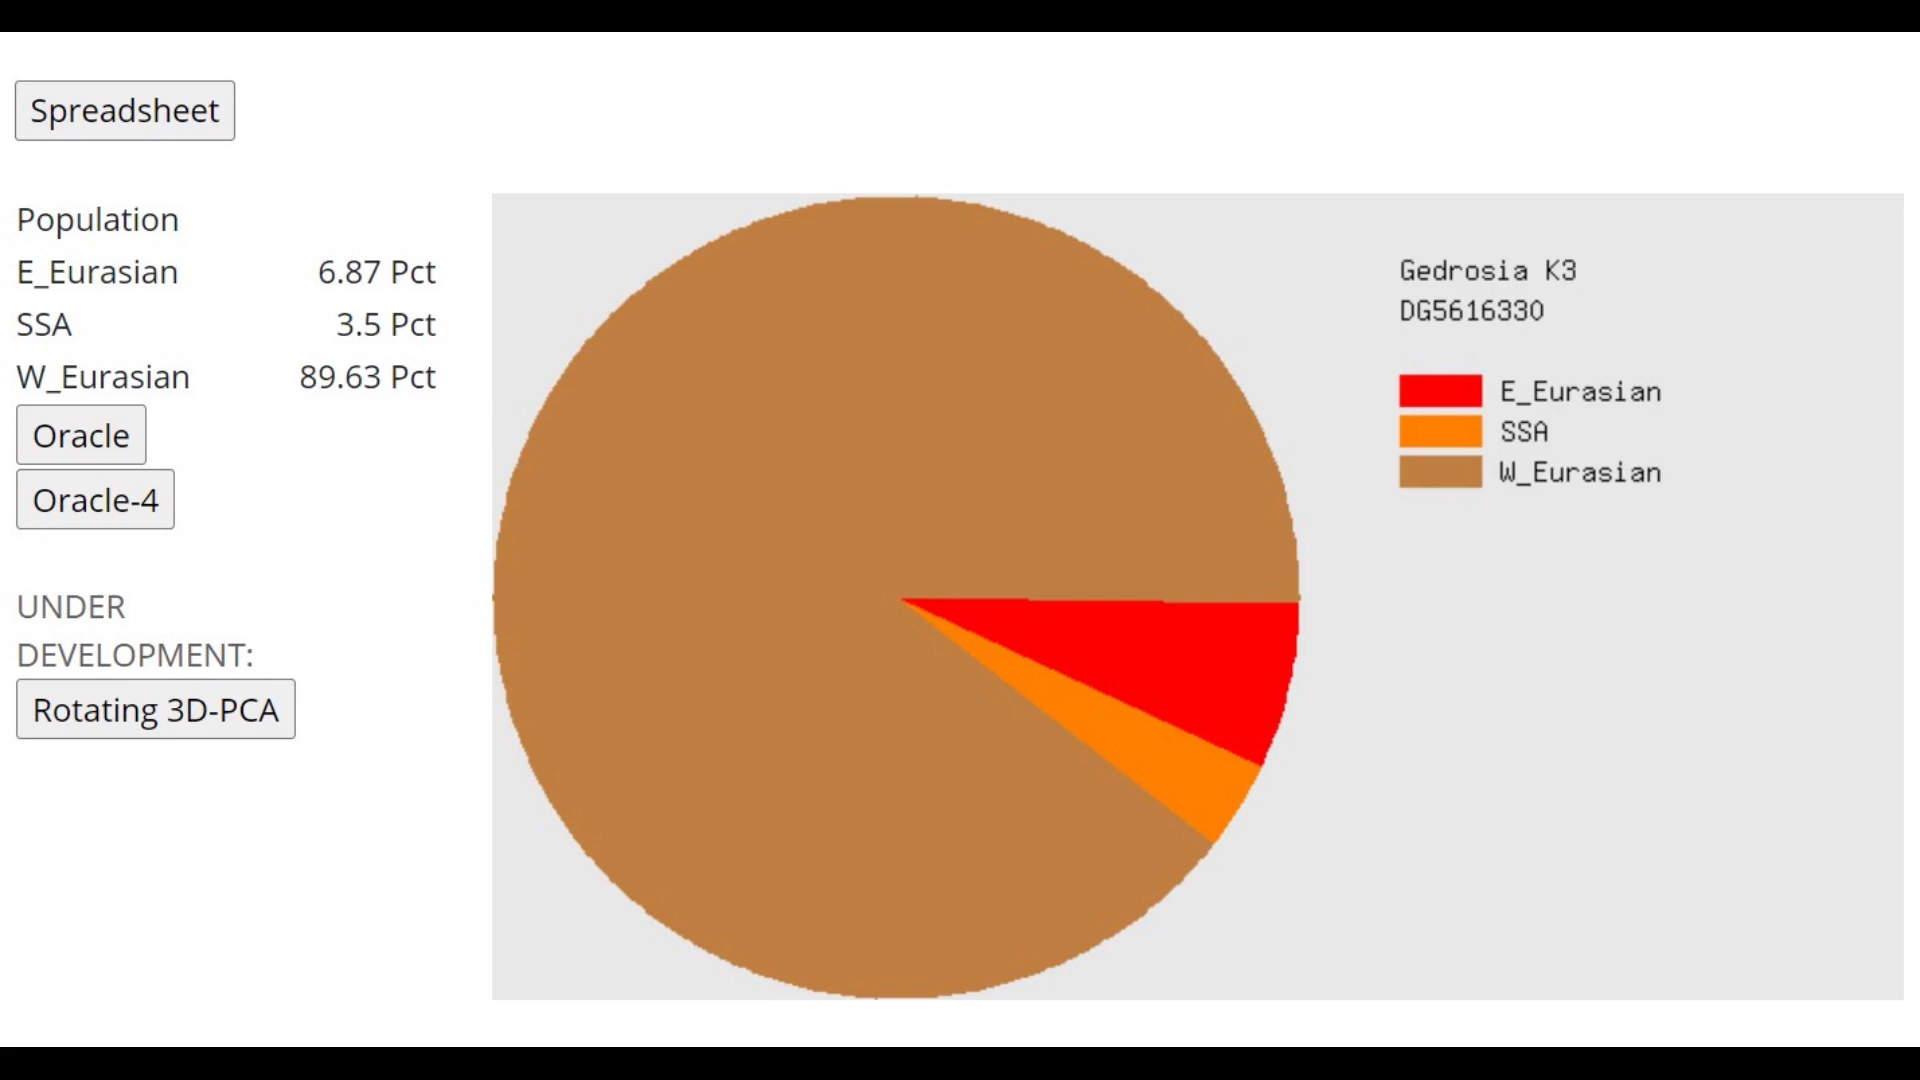 Spreadsheet
Population
E_Eurasian 6.87 Pct
SSA 3.5 Pct
W_Eurasian 89.63 Pct
Oracle
Oracle-4
UNDER
DEVELOPMENT:
Rotating 3D-PCA
Gedrosia K3
DG5616330
E_Eurasian
SSA
W_Eurasian